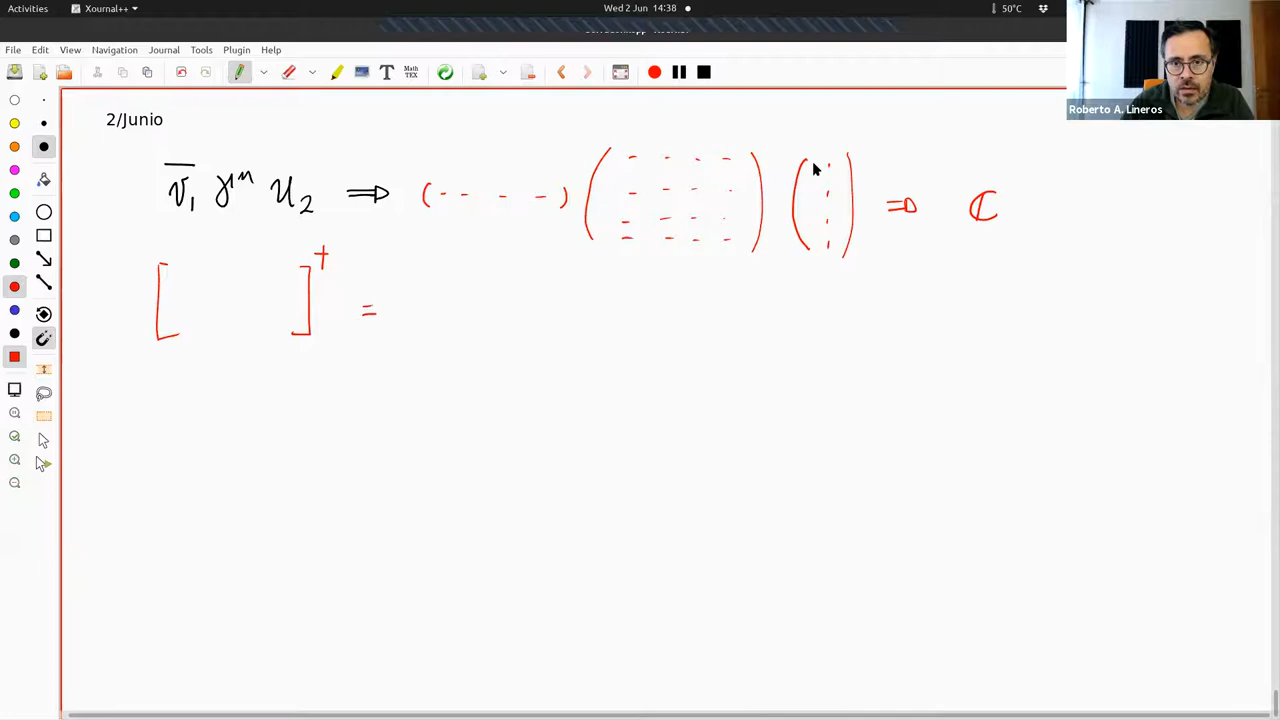 Activities Xournal++ Wed 2 Jun 14:38 50°C
File Edit View Navigation Journal Tools Plugin Help
Roberto A. Lineros
2/Junio
v̄₁ γ^μ u₂ ⇒ (- - - -) ( ) ( ) ⇒ ℂ
[ ]† =